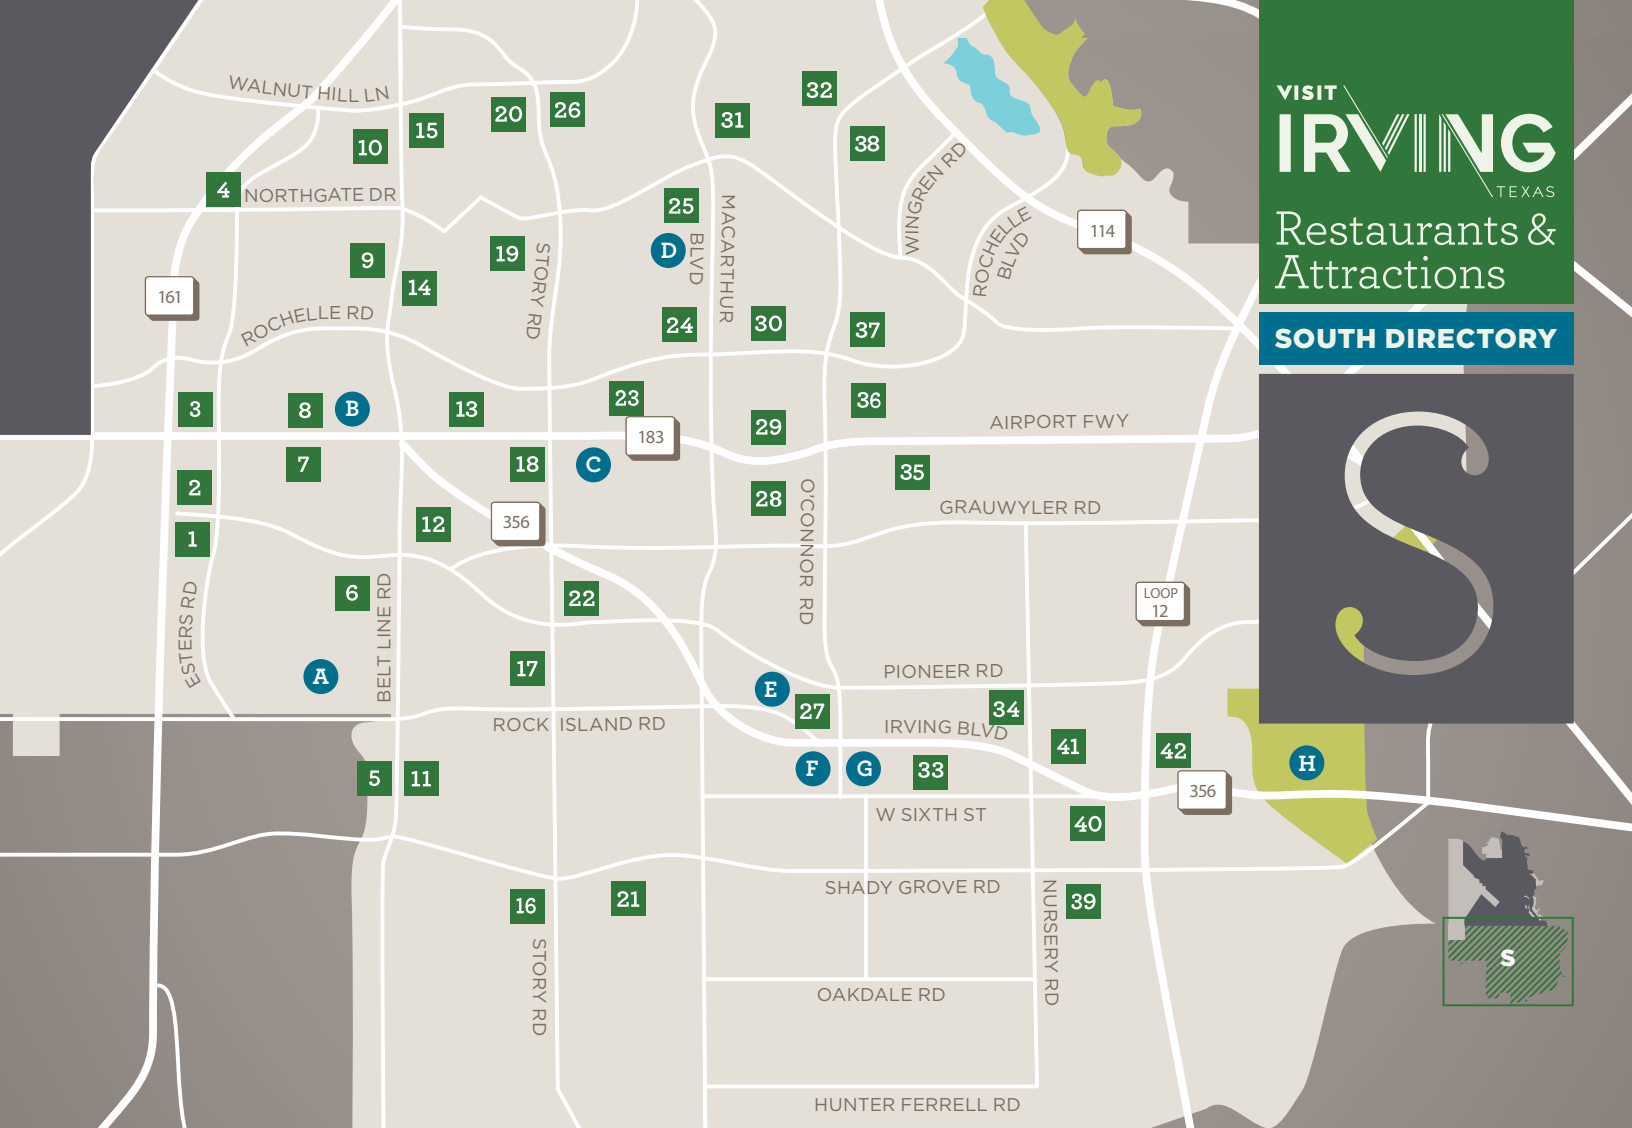 VISIT
IRVING
TEXAS
Restaurants &
Attractions
SOUTH DIRECTORY
S
WALNUT HILL LN
32
26
20
31
15
38
10
WINGREN RD
4
NORTHGATE DR
25
MACARTHUR
BLVD
ROCHELLE
BLVD
114
D
STORY RD
19
9
14
161
ROCHELLE RD
24
30
37
3
8
B
13
23
36
183
29
AIRPORT FWY
7
18
C
35
2
28
O'CONNOR RD
GRAUWYLER RD
12
356
1
6
22
LOOP
12
ESTERS RD
BELT LINE RD
A
17
PIONEER RD
E
27
34
ROCK ISLAND RD
IRVING BLVD
41
42
5
11
F
G
33
H
356
W SIXTH ST
40
SHADY GROVE RD
16
21
NURSERY RD
39
STORY RD
S
OAKDALE RD
HUNTER FERRELL RD